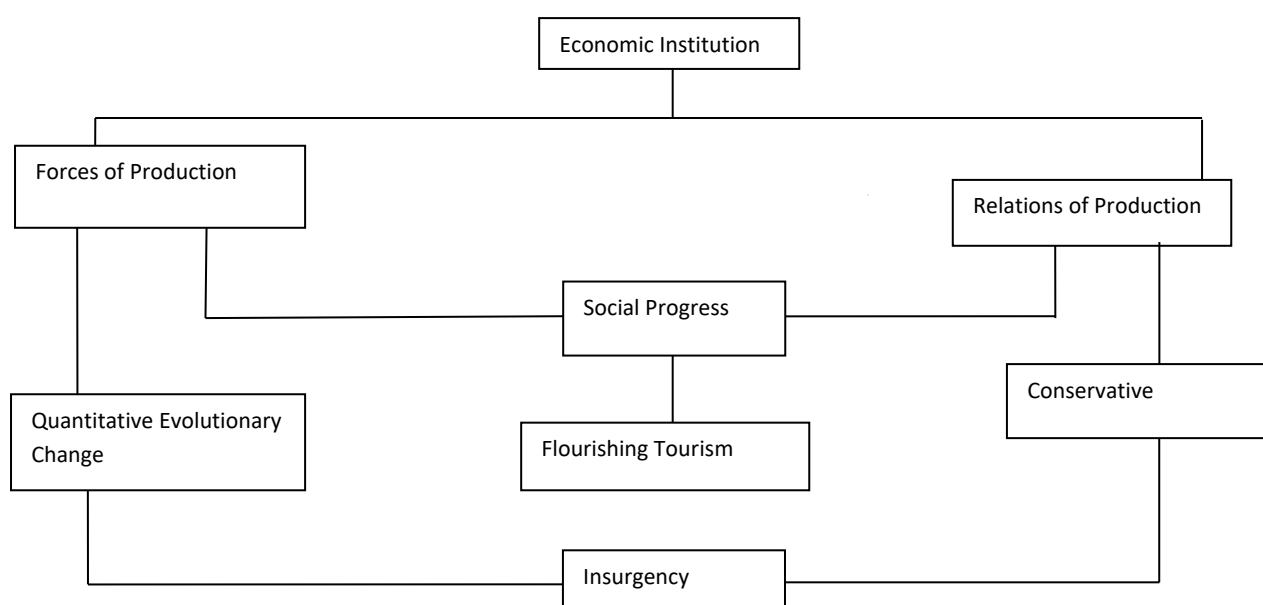 Economic Institution
Forces of Production
Relations of Production
Social Progress
Conservative
Quantitative Evolutionary
Change
Flourishing Tourism
Insurgency